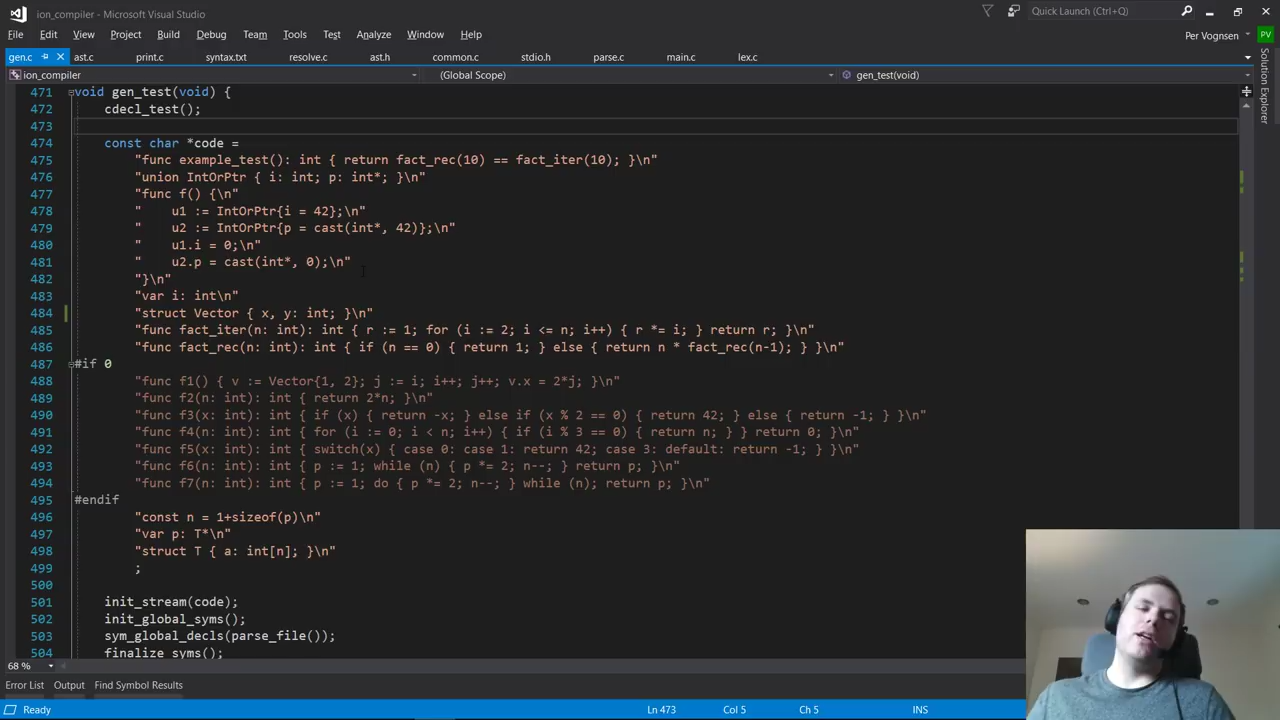 ion_compiler - Microsoft Visual Studio
Quick Launch (Ctrl+Q)
File Edit View Project Build Debug Team Tools Test Analyze Window Help
Per Vognsen
PV
gen.c ast.c print.c syntax.txt resolve.c ast.h common.c stdio.h parse.c main.c lex.c
Solution Explorer
ion_compiler (Global Scope) gen_test(void)
471 void gen_test(void) {
472 cdecl_test();
473
474 const char *code =
475 "func example_test(): int { return fact_rec(10) == fact_iter(10); }\n"
476 "union IntOrPtr { i: int; p: int*; }\n"
477 "func f() {\n"
478 " u1 := IntOrPtr{i = 42};\n"
479 " u2 := IntOrPtr{p = cast(int*, 42)};\n"
480 " u1.i = 0;\n"
481 " u2.p = cast(int*, 0);\n"
482 "}\n"
483 "var i: int\n"
484 "struct Vector { x, y: int; }\n"
485 "func fact_iter(n: int): int { r := 1; for (i := 2; i <= n; i++) { r *= i; } return r; }\n"
486 "func fact_rec(n: int): int { if (n == 0) { return 1; } else { return n * fact_rec(n-1); } }\n"
487 #if 0
488 "func f1() { v := Vector{1, 2}; j := i; i++; j++; v.x = 2*j; }\n"
489 "func f2(n: int): int { return 2*n; }\n"
490 "func f3(x: int): int { if (x) { return -x; } else if (x % 2 == 0) { return 42; } else { return -1; } }\n"
491 "func f4(n: int): int { for (i := 0; i < n; i++) { if (i % 3 == 0) { return n; } } return 0; }\n"
492 "func f5(x: int): int { switch(x) { case 0: case 1: return 42; case 3: default: return -1; } }\n"
493 "func f6(n: int): int { p := 1; while (n) { p *= 2; n--; } return p; }\n"
494 "func f7(n: int): int { p := 1; do { p *= 2; n--; } while (n); return p; }\n"
495 #endif
496 "const n = 1+sizeof(p)\n"
497 "var p: T*\n"
498 "struct T { a: int[n]; }\n"
499 ;
500
501 init_stream(code);
502 init_global_syms();
503 sym_global_decls(parse_file());
504 finalize_syms();
68 %
Error List Output Find Symbol Results
Ready Ln 473 Col 5 Ch 5 INS